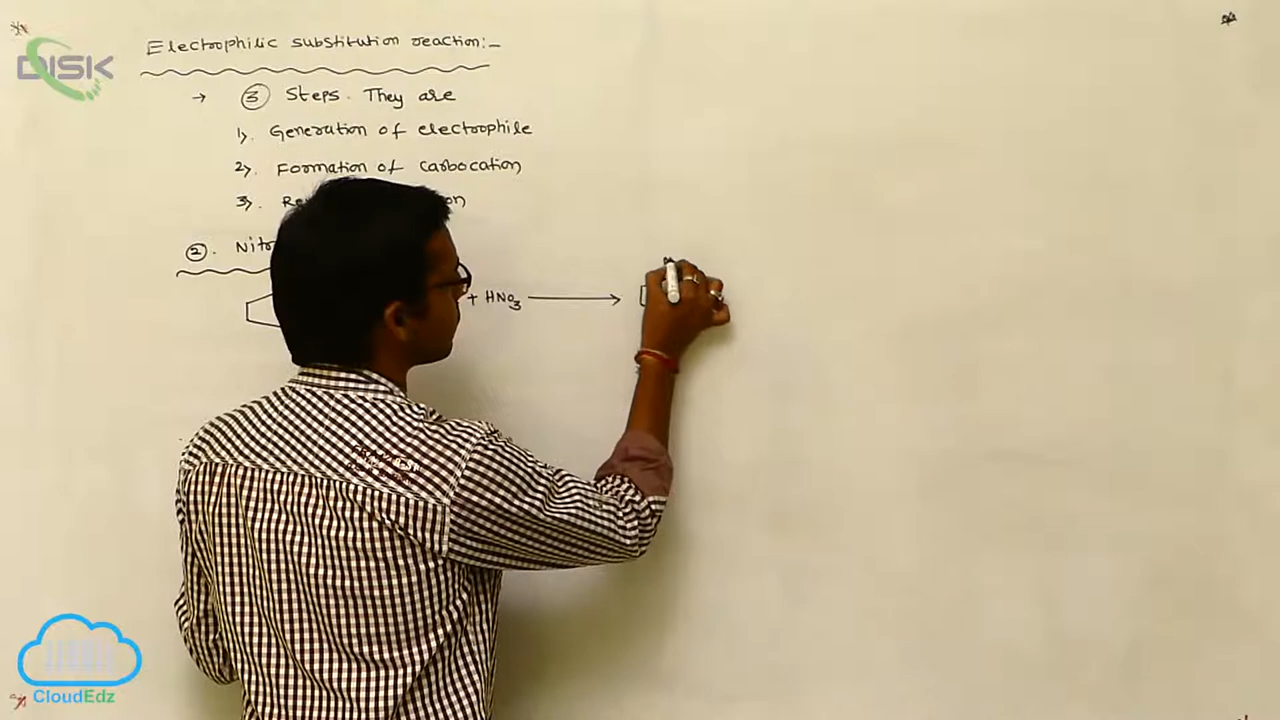 Electrophilic substitution reaction:-
DISK
→ ③ Steps. They are
1). Generation of electrophile
2). Formation of carbocation
3).
②.
+ HNO3 →
CloudEdz